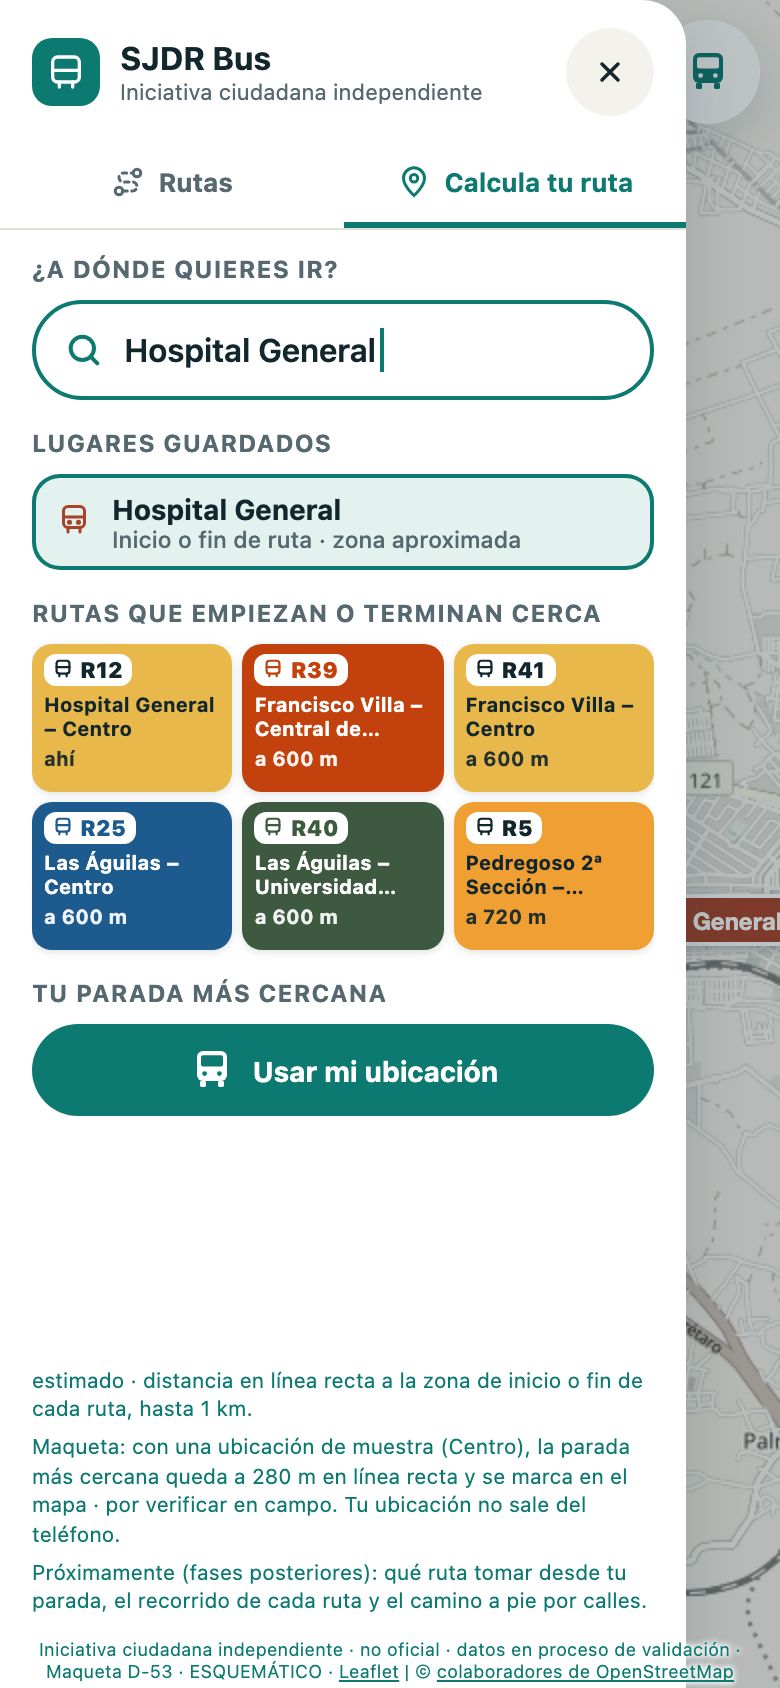 SJDR Bus
Iniciativa ciudadana independiente
Rutas
Calcula tu ruta
¿A DÓNDE QUIERES IR?
Hospital General
LUGARES GUARDADOS
Hospital General
Inicio o fin de ruta · zona aproximada
RUTAS QUE EMPIEZAN O TERMINAN CERCA
R12
Hospital General
– Centro
ahí
R39
Francisco Villa –
Central de...
a 600 m
R41
Francisco Villa –
Centro
a 600 m
121
R25
Las Águilas –
Centro
a 600 m
R40
Las Águilas –
Universidad...
a 600 m
R5
Pedregoso 2ª
Sección –...
a 720 m
General
TU PARADA MÁS CERCANA
Usar mi ubicación
estimado · distancia en línea recta a la zona de inicio o fin de
cada ruta, hasta 1 km.
Maqueta: con una ubicación de muestra (Centro), la parada
más cercana queda a 280 m en línea recta y se marca en el
mapa · por verificar en campo. Tu ubicación no sale del
teléfono.
Próximamente (fases posteriores): qué ruta tomar desde tu
parada, el recorrido de cada ruta y el camino a pie por calles.
Iniciativa ciudadana independiente · no oficial · datos en proceso de validación ·
Maqueta D-53 · ESQUEMÁTICO · Leaflet | © colaboradores de OpenStreetMap